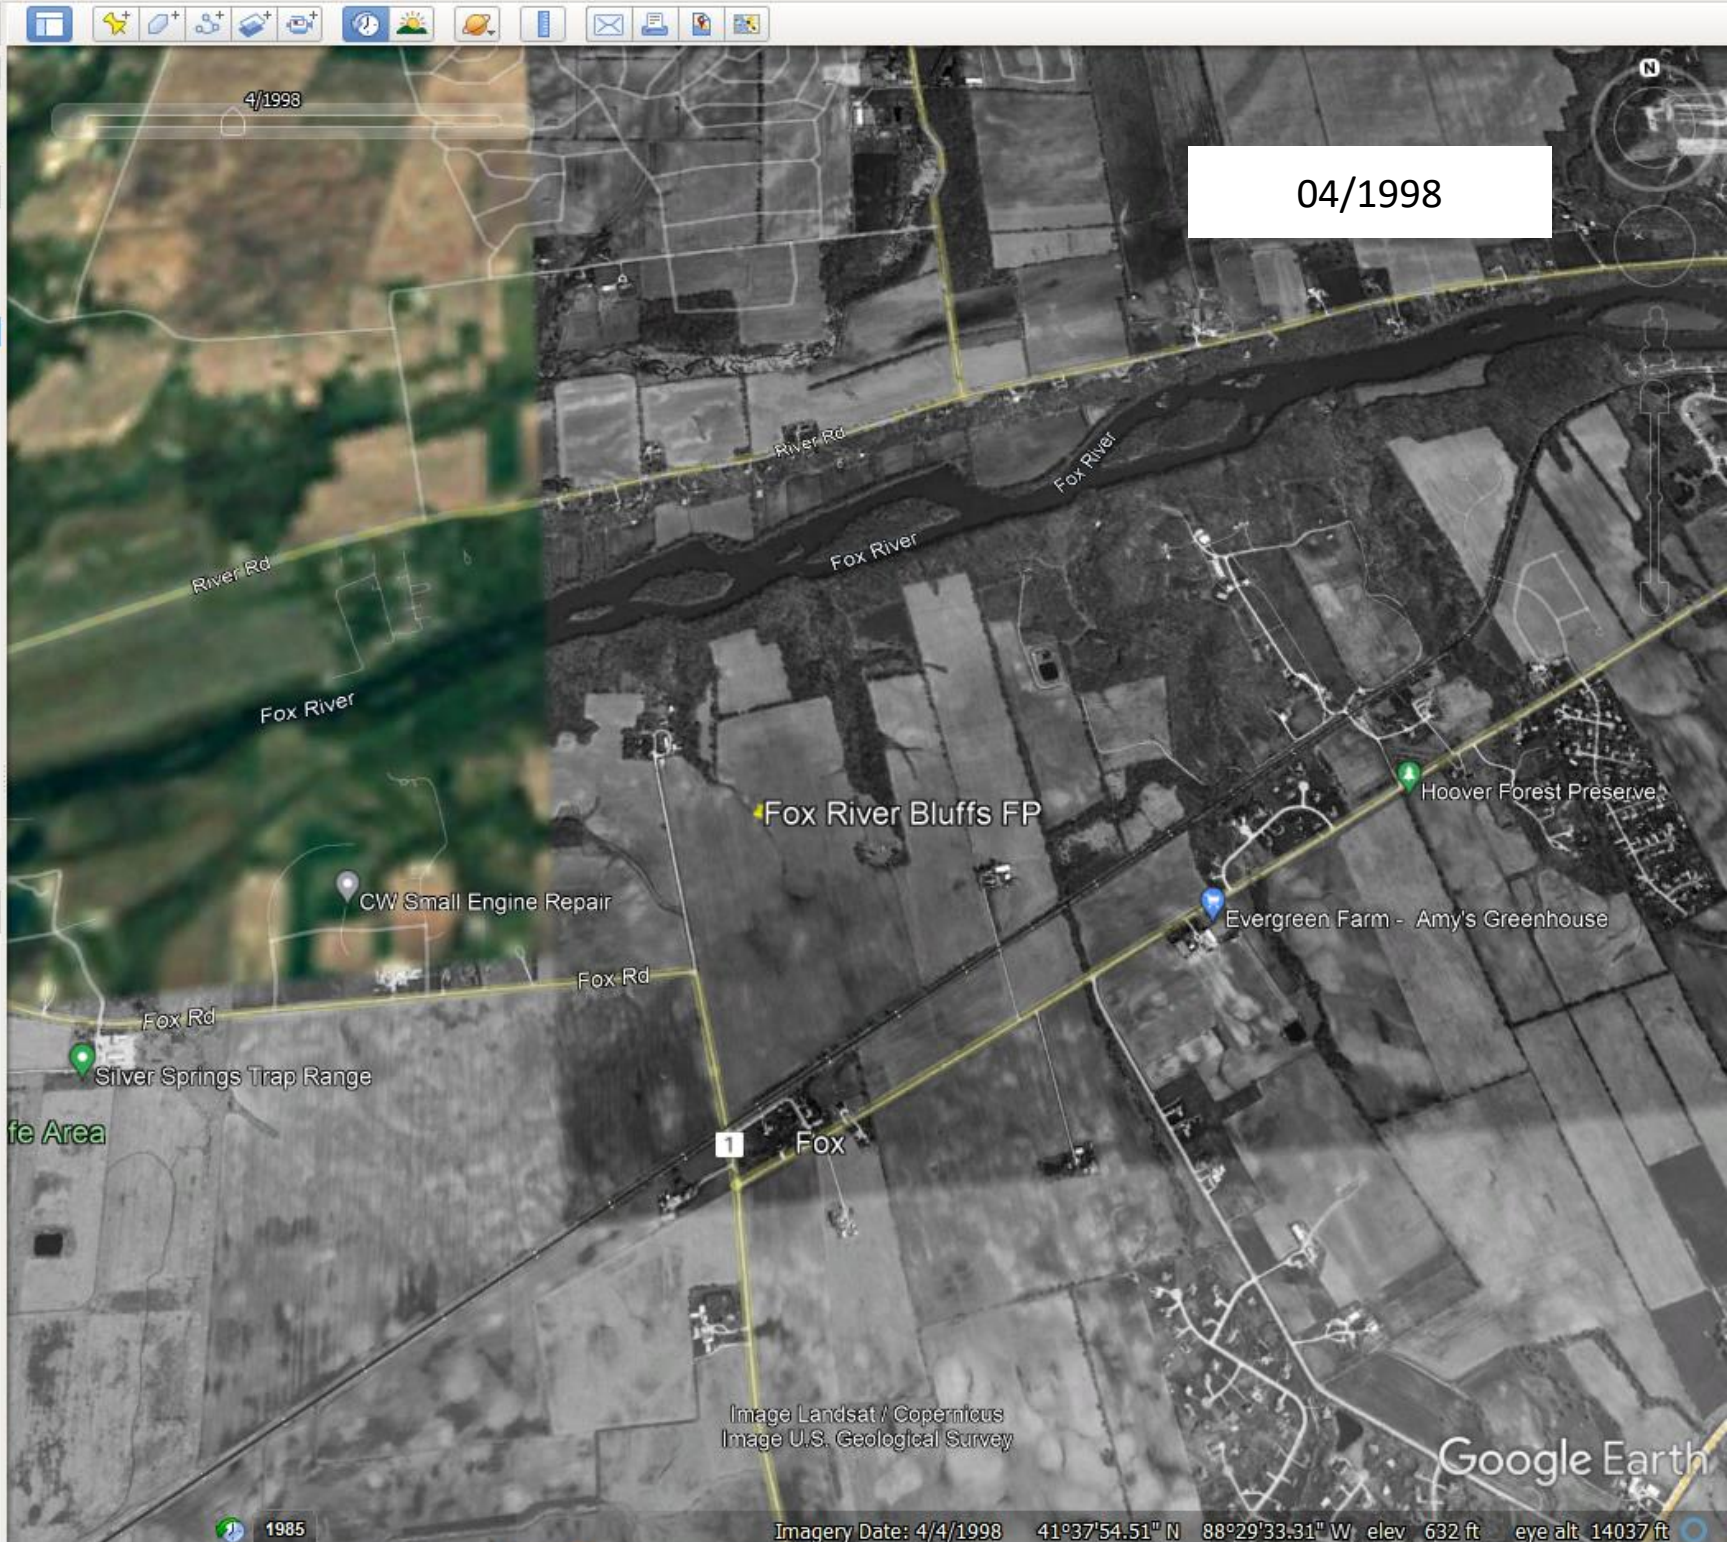 4/1998
N
04/1998
River Rd
Fox River
Fox River
River Rd
Fox River
Fox River Bluffs FP
Hoover Forest Preserve
CW Small Engine Repair
Evergreen Farm - Amy's Greenhouse
Fox Rd
Fox Rd
Silver Springs Trap Range
fe Area
1
Fox
Image Landsat / Copernicus
Image U.S. Geological Survey
Google Earth
1985
Imagery Date: 4/4/1998 41°37'54.51" N 88°29'33.31" W elev 632 ft eye alt 14037 ft